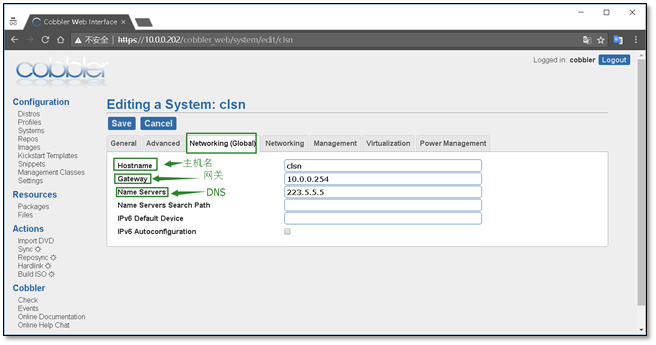 Cobbler Web Interface
不安全 | https://10.0.0.202/cobbler_web/system/edit/clsn
cobbler
Logged in: cobbler Logout
Configuration
Distros
Profiles
Systems
Repos
Images
Kickstart Templates
Snippets
Management Classes
Settings
Resources
Packages
Files
Actions
Import DVD
Sync
Reposync
Hardlink
Build ISO
Cobbler
Check
Events
Online Documentation
Online Help Chat
Editing a System: clsn
Save Cancel
General Advanced Networking (Global) Networking Management Virtualization Power Management
Hostname 主机名 clsn
Gateway 网关 10.0.0.254
Name Servers DNS 223.5.5.5
Name Servers Search Path
IPv6 Default Device
IPv6 Autoconfiguration